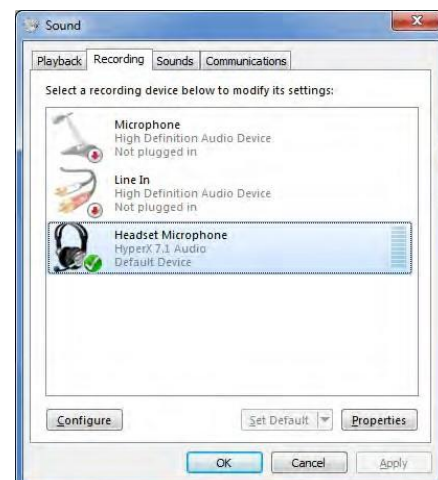 Sound
Playback Recording Sounds Communications
Select a recording device below to modify its settings:
Microphone
High Definition Audio Device
Not plugged in
Line In
High Definition Audio Device
Not plugged in
Headset Microphone
HyperX 7.1 Audio
Default Device
Configure Set Default Properties
OK Cancel Apply